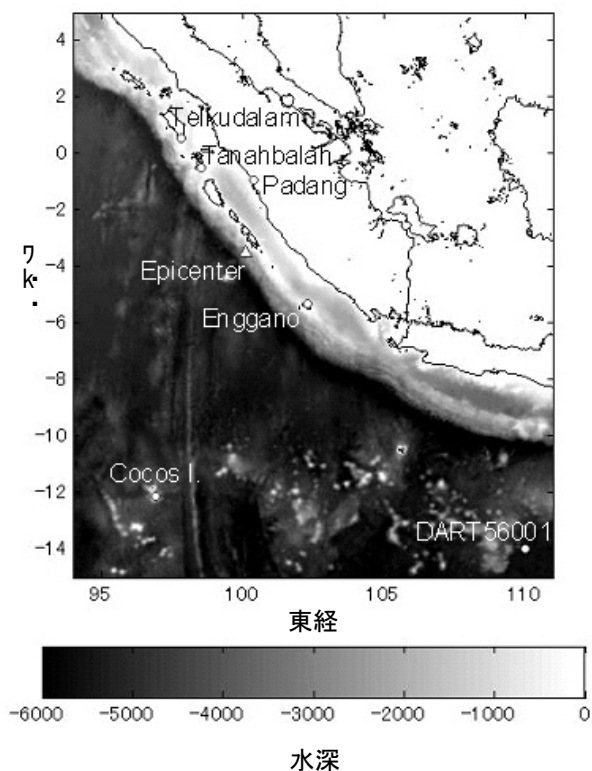 4
2
Telkudalam
0
Tanahbalah
Padang
-2
ﾜ
k.
Epicenter
-4
Enggano
-6
-8
-10
Cocos I.
-12
DART56001
-14
95
100
105
110
東経
-6000
-5000
-4000
-3000
-2000
-1000
0
水深